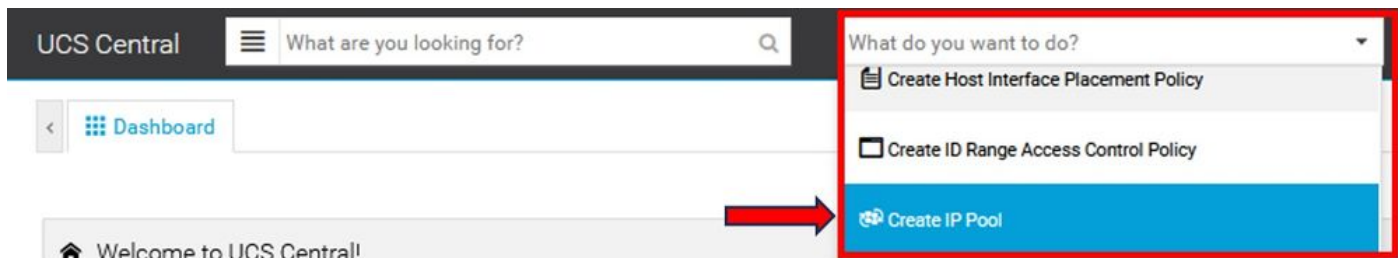 UCS Central
What are you looking for?
What do you want to do?
Create Host Interface Placement Policy
Dashboard
Create ID Range Access Control Policy
Create IP Pool
Welcome to UCS Central!